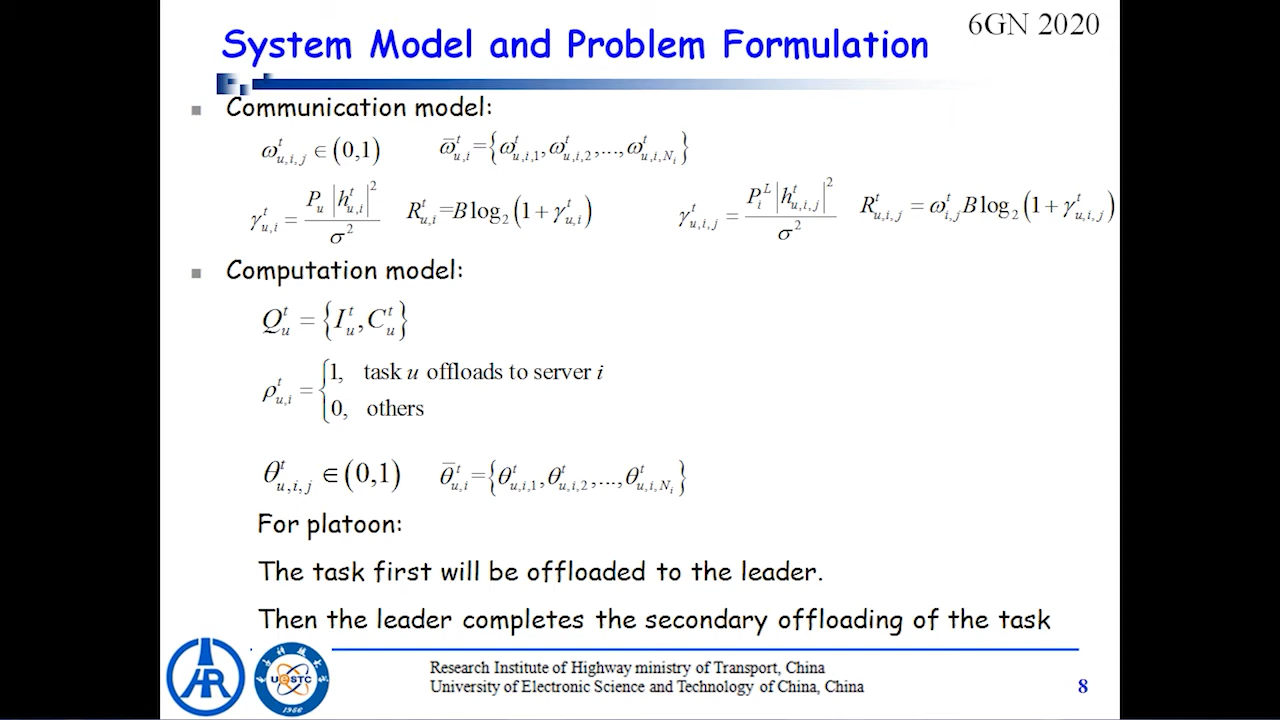 6GN 2020
System Model and Problem Formulation
Communication model:
ω^t_{u,i,j} ∈ (0,1) ω̄^t_{u,i} = {ω^t_{u,i,1}, ω^t_{u,i,2}, ..., ω^t_{u,i,N_i}}
γ^t_{u,i} = P_u |h^t_{u,i}|^2 / σ^2 R^t_{u,i} = B log_2 (1 + γ^t_{u,i}) γ^t_{u,i,j} = P^L_i |h^t_{u,i,j}|^2 / σ^2 R^t_{u,i,j} = ω^t_{i,j} B log_2 (1 + γ^t_{u,i,j})
Computation model:
Q^t_u = {I^t_u, C^t_u}
ρ^t_{u,i} = { 1, task u offloads to server i
0, others
θ^t_{u,i,j} ∈ (0,1) θ̄^t_{u,i} = {θ^t_{u,i,1}, θ^t_{u,i,2}, ..., θ^t_{u,i,N_i}}
For platoon:
The task first will be offloaded to the leader.
Then the leader completes the secondary offloading of the task
Research Institute of Highway ministry of Transport, China
University of Electronic Science and Technology of China, China
8
UESTC
1956